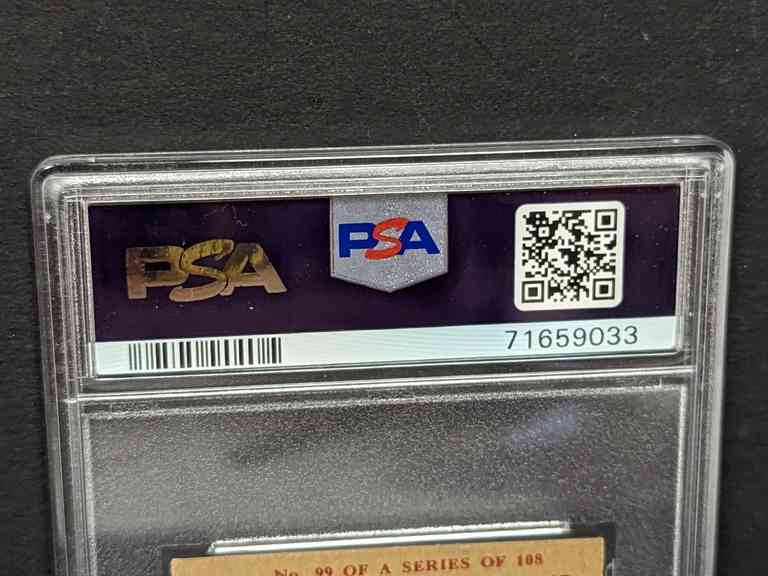 PSA
PSA
71659033
No. 99 OF A SERIES OF 108